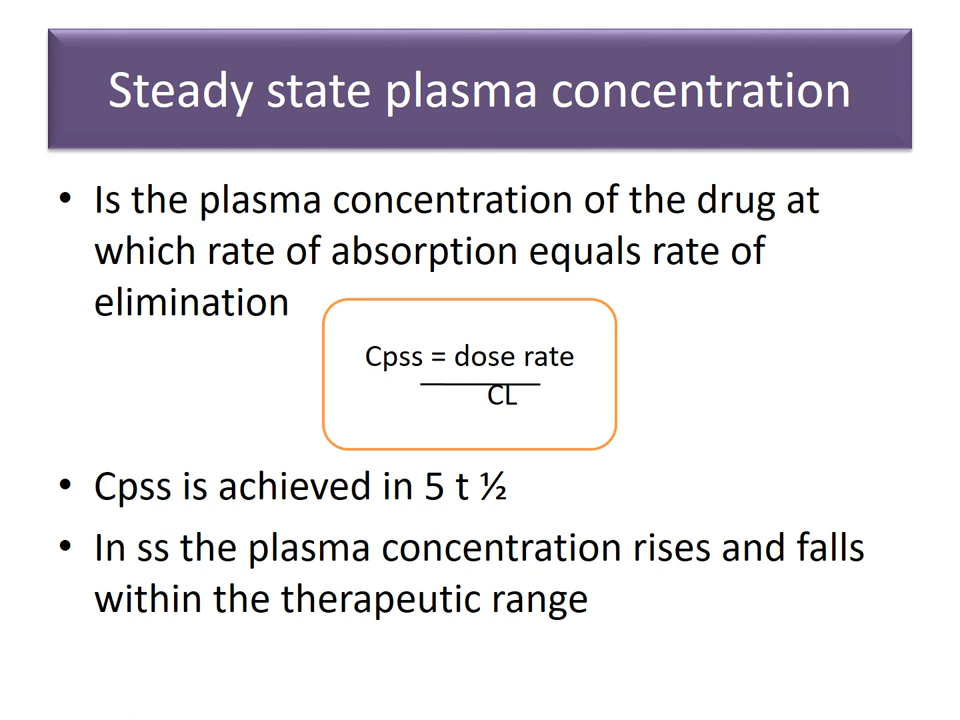 Steady state plasma concentration
• Is the plasma concentration of the drug at
which rate of absorption equals rate of
elimination
Cpss = dose rate
CL
• Cpss is achieved in 5 t ½
• In ss the plasma concentration rises and falls
within the therapeutic range